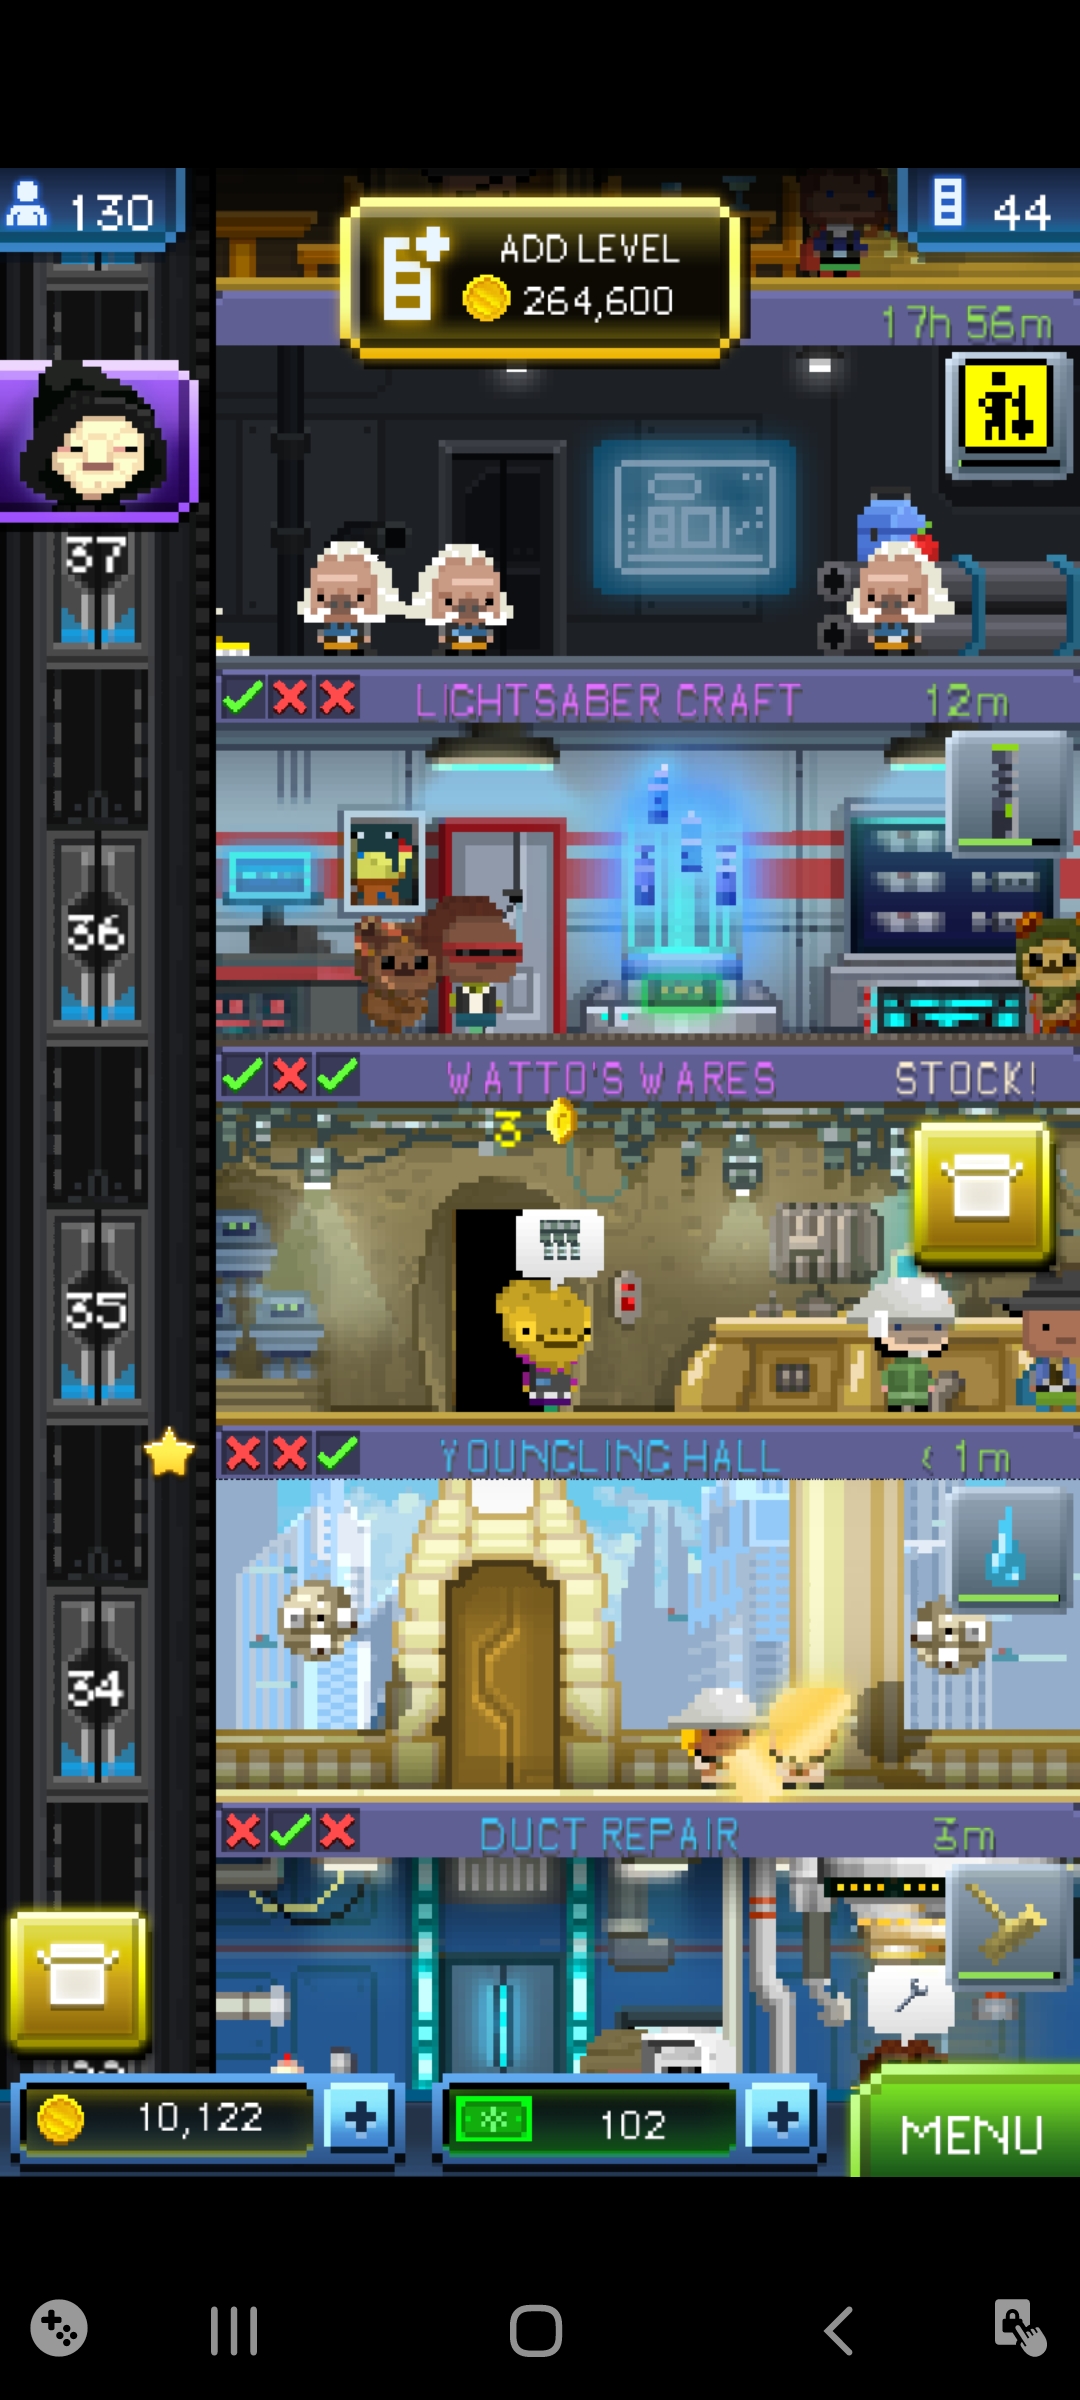 130
ADD LEVEL
264,600
44
17h 56m
37
LIGHTSABER CRAFT
12m
36
WATTO'S WARES
STOCK!
3
35
YOUNGLING HALL
< 1m
34
DUCT REPAIR
3m
10,122
102
MENU